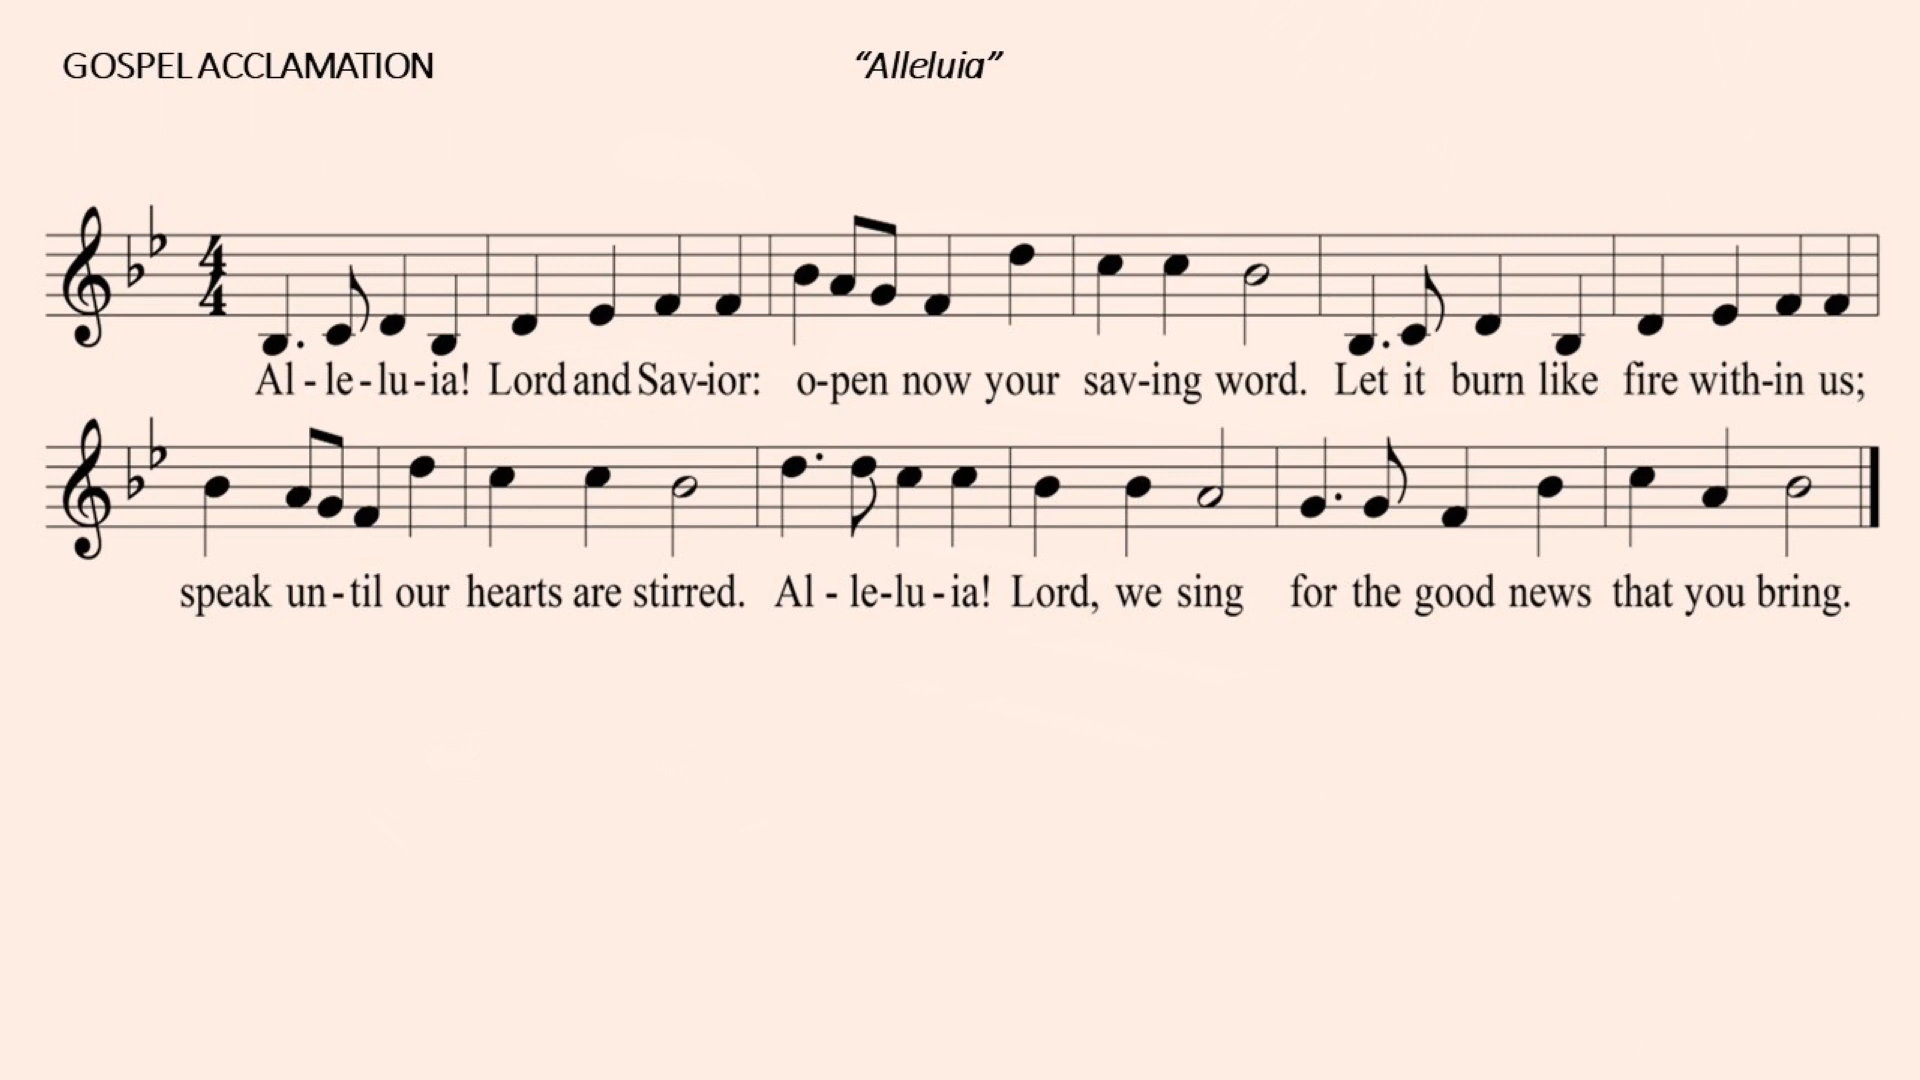 GOSPEL ACCLAMATION “Alleluia”
4
4
Al - le - lu - ia! Lord and Sav-ior: o-pen now your sav-ing word. Let it burn like fire with-in us;
speak un - til our hearts are stirred. Al - le-lu - ia! Lord, we sing for the good news that you bring.